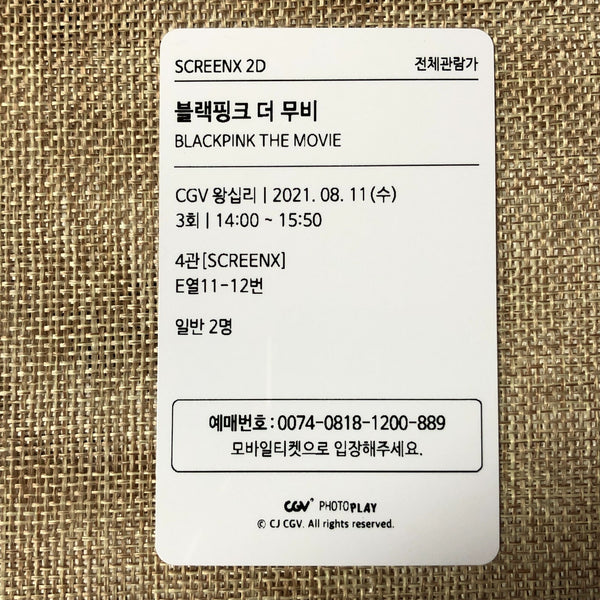 SCREENX 2D 전체관람가
블랙핑크 더 무비
BLACKPINK THE MOVIE
CGV 왕십리 | 2021. 08. 11 (수)
3회 | 14:00 ~ 15:50
4관 [SCREENX]
E열11-12번
일반 2명
예매번호 : 0074-0818-1200-889
모바일티켓으로 입장해주세요.
CGV PHOTOPLAY
© CJ CGV. All rights reserved.